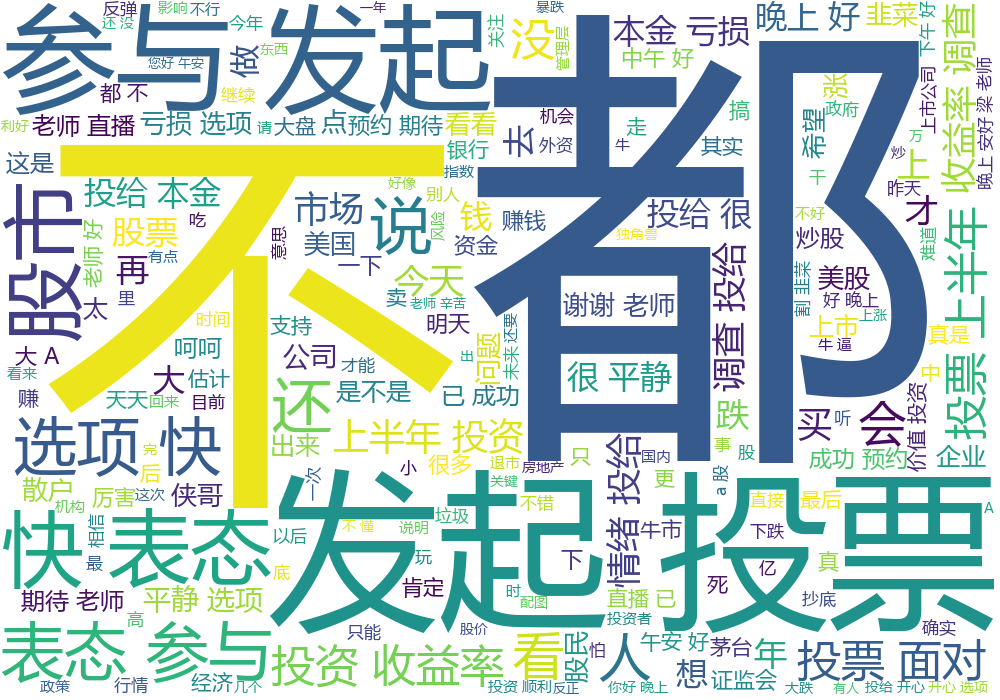 反弹 影响 不行
还 没 今年
参与 发起
暴跌
没 本金 亏损
晚上 好 韭菜
关注
管理层
中午 好
做 东西
您好 午安
都 不 继续
下午 好
收益率 调查
梁 老师
上市公司
张
政府
利好 老师 直播 亏损 选项 请 大盘 点 预约 期待 看看
机会 走 搞
希望
万
晚上 安好
这是
不 都
银行 去 外资 牛 其实
上
炒
指数
干
昨天
投给 本金
好像 别人
吃
股市
股票
老师 好
有点
市场 说 钱 赚钱
风险
美国
资金
投给 很
独角兽
不好
才
炒股
难道
上半年
意思
再
一下
今天
里
太
卖 老师 辛苦
谢谢 老师
调查 投给
割 韭菜
美股
好 晚上
时间
支持
明天
问题
未来 还要
上市 上涨
真是
大 A
呵呵
公司
才能
出
牛 逼
中
投票
看来
大 估计
还
是不是
已 成功
很 平静
跌
买 会
听
价值 投资
赚
天天 回来 目前
选项 快
出来 上半年 投资
完
后
很多
小
退市 房地产
关键
只
国内
事 股
成功 预约 企业
散户
厉害 侠哥
机构 这次
一次
不错
投给
情绪
更
a 股
直接 最后
A
快 表态
发起 投票
最 相信
以后
不 懂 说明
垃圾
牛市
下跌
底
玩
下
亿
真
期待 老师 平静 选项
肯定
时
配图
直播 已
死
抄底
高
只能
股价
投资者
表态 参与
投资 收益率
看
股民
人
怕
午安 好
想
茅台
年
确实
投票 面对
证监会
政策 行情 经济 几个
投资 顺利 反正
你好 晚上
大跌
有人 投给 开心 开心 选项